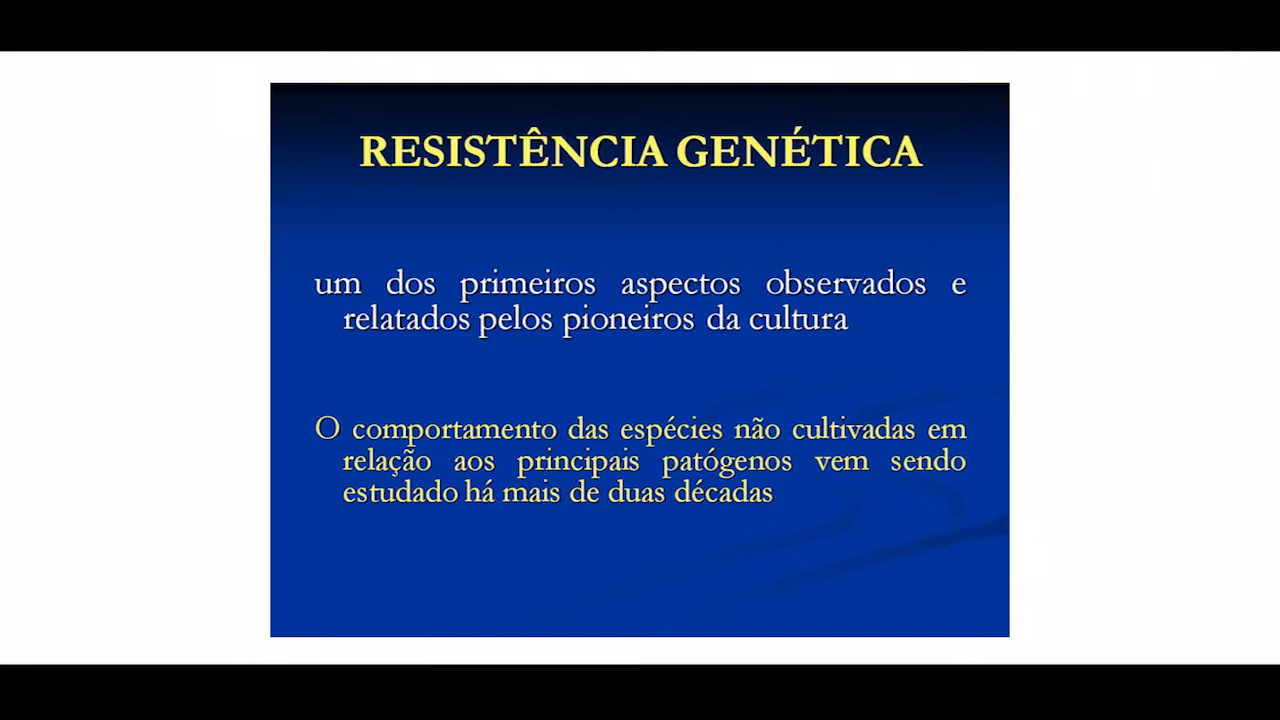 RESISTÊNCIA GENÉTICA
um dos primeiros aspectos observados e
relatados pelos pioneiros da cultura
O comportamento das espécies não cultivadas em
relação aos principais patógenos vem sendo
estudado há mais de duas décadas